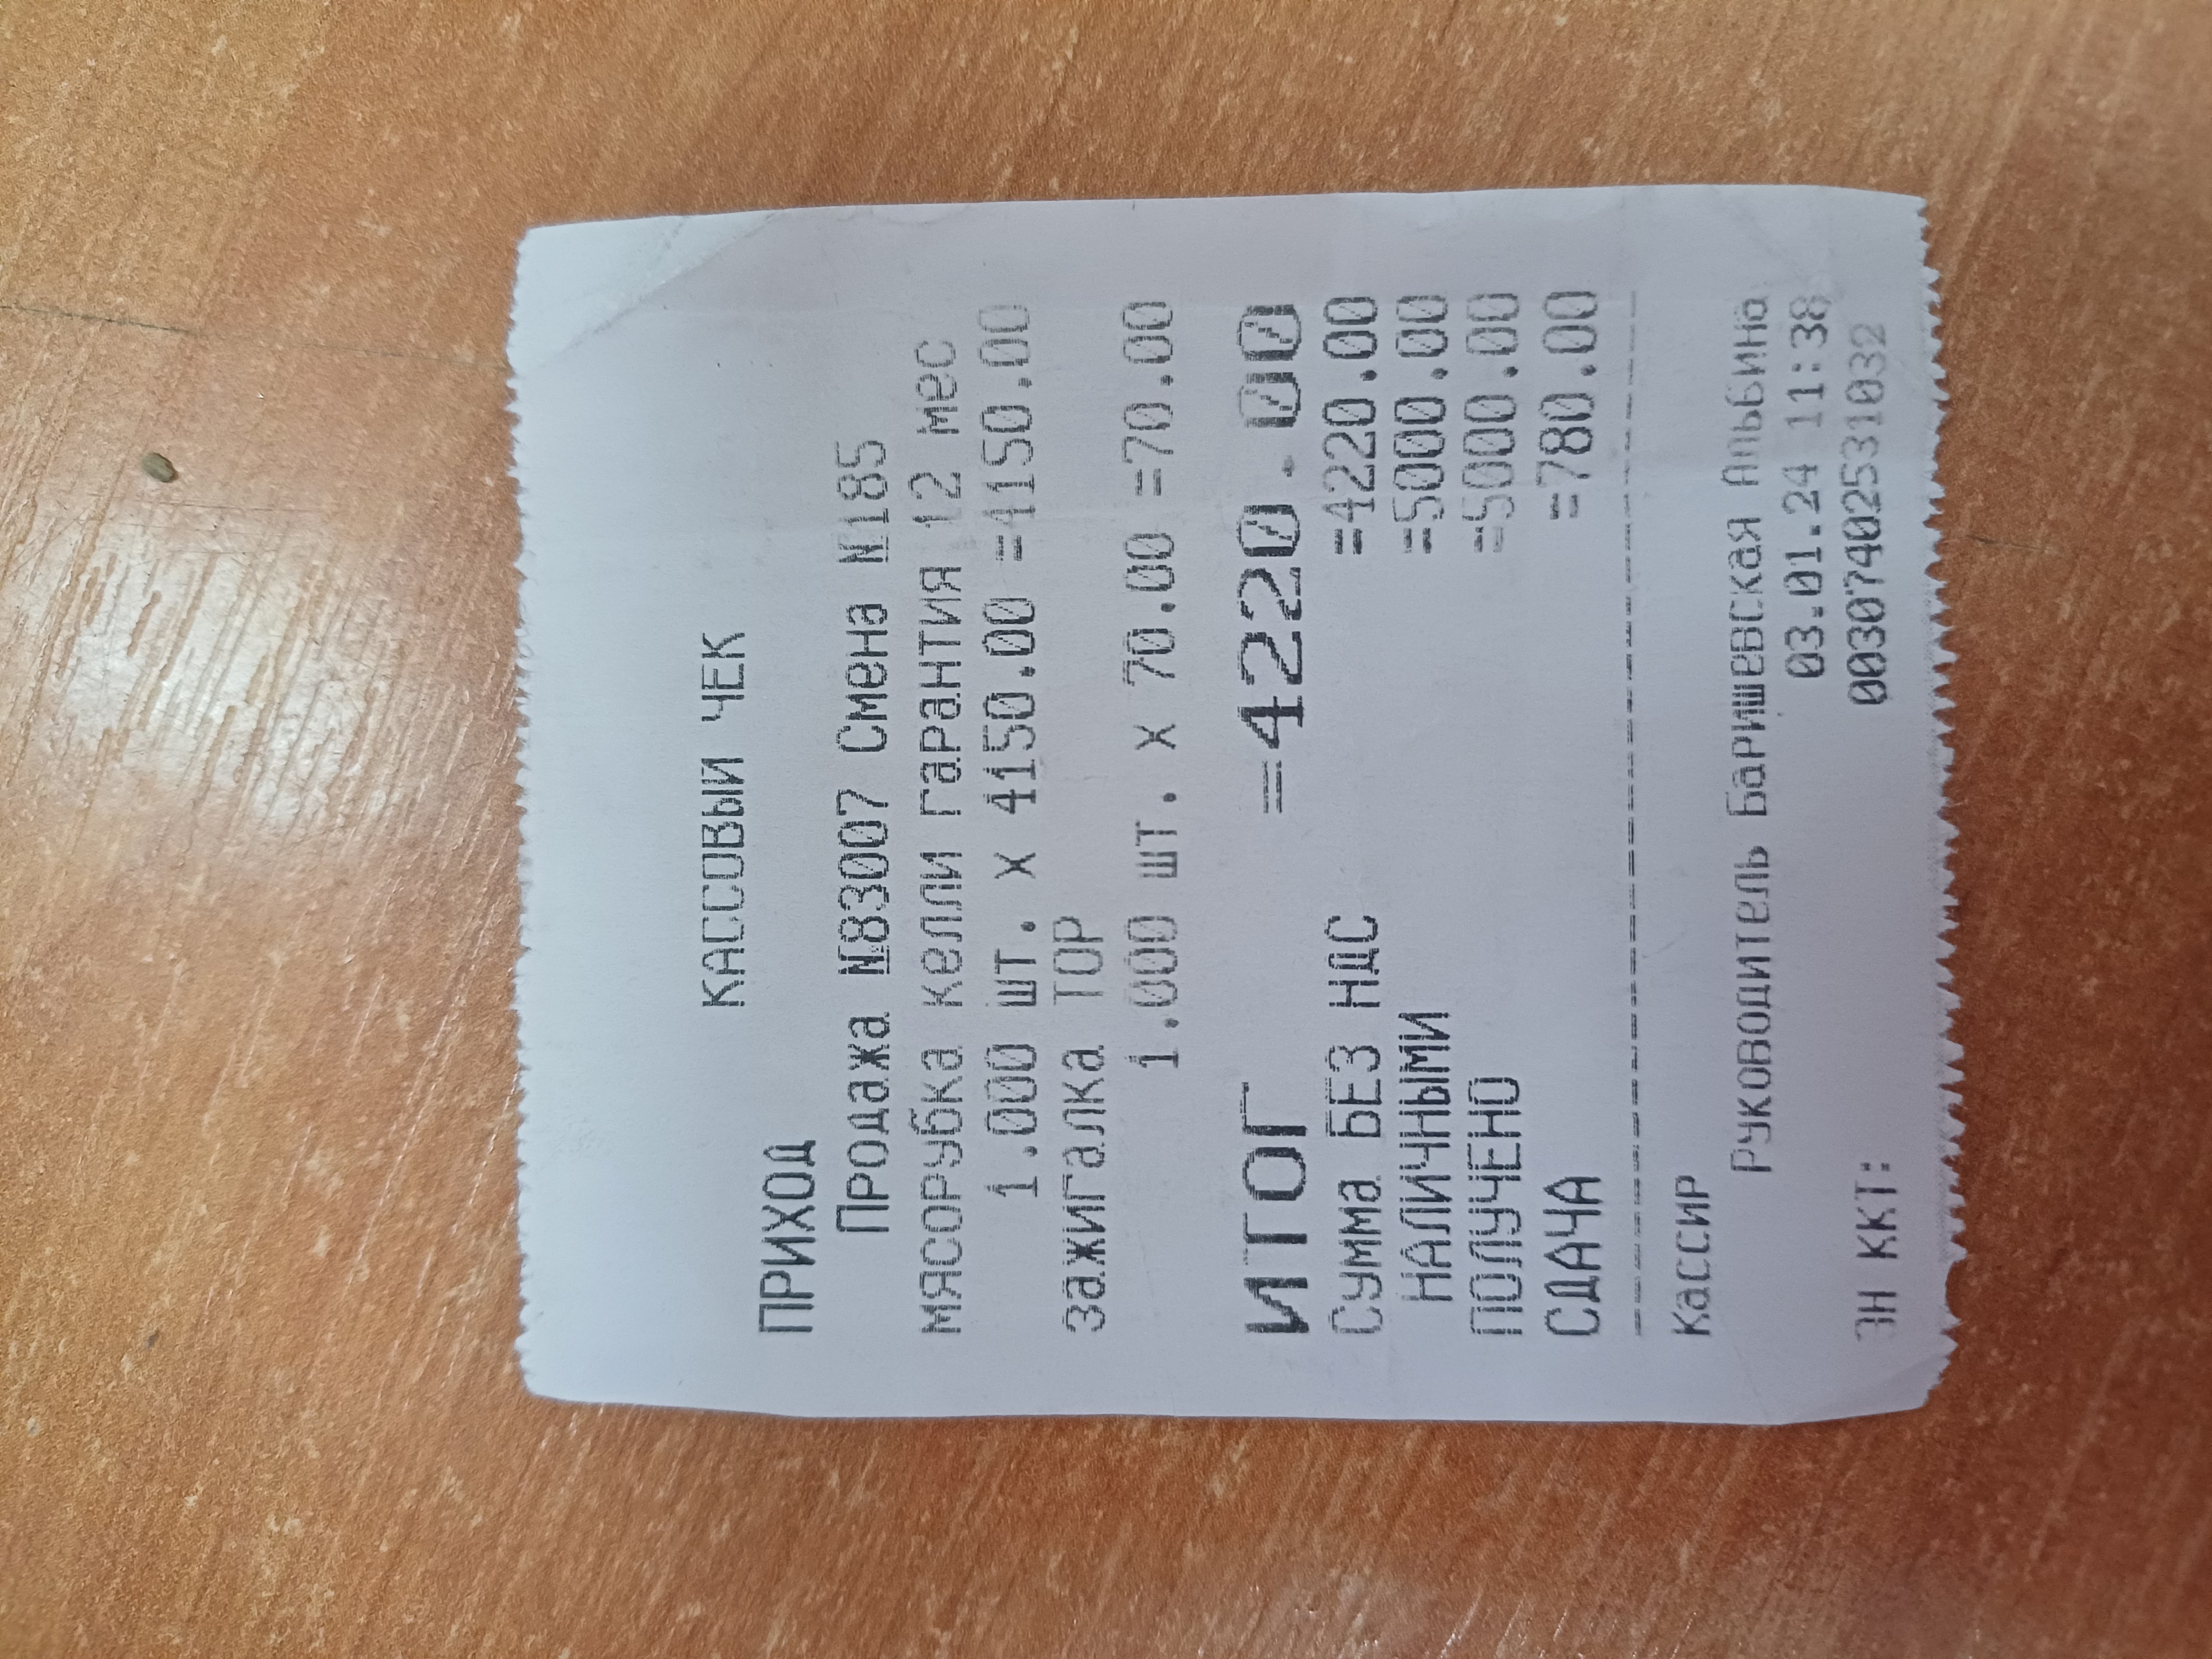 КАССОВЫЙ ЧЕК
ПРИХОД
Продажа №83007 Смена №185
мясорубка келли гарантия 12 мес
1.000 шт. x 4150.00 =4150.00
зажигалка TOP
1.000 шт. x 70.00 =70.00
ИТОГ =4220.00
Сумма БЕЗ НДС =4220.00
НАЛИЧНЫМИ =5000.00
ПОЛУЧЕНО =5000.00
СДАЧА =780.00
Кассир
Руководитель Баришевская Альбина
03.01.24 11:38
ЗН ККТ: 00307402531032